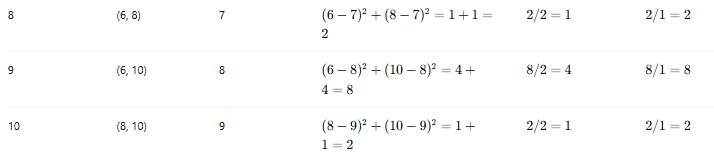 8 (6, 8) 7 (6 − 7)² + (8 − 7)² = 1 + 1 = 2/2 = 1 2/1 = 2
2
9 (6, 10) 8 (6 − 8)² + (10 − 8)² = 4 + 8/2 = 4 8/1 = 8
4 = 8
10 (8, 10) 9 (8 − 9)² + (10 − 9)² = 1 + 2/2 = 1 2/1 = 2
1 = 2